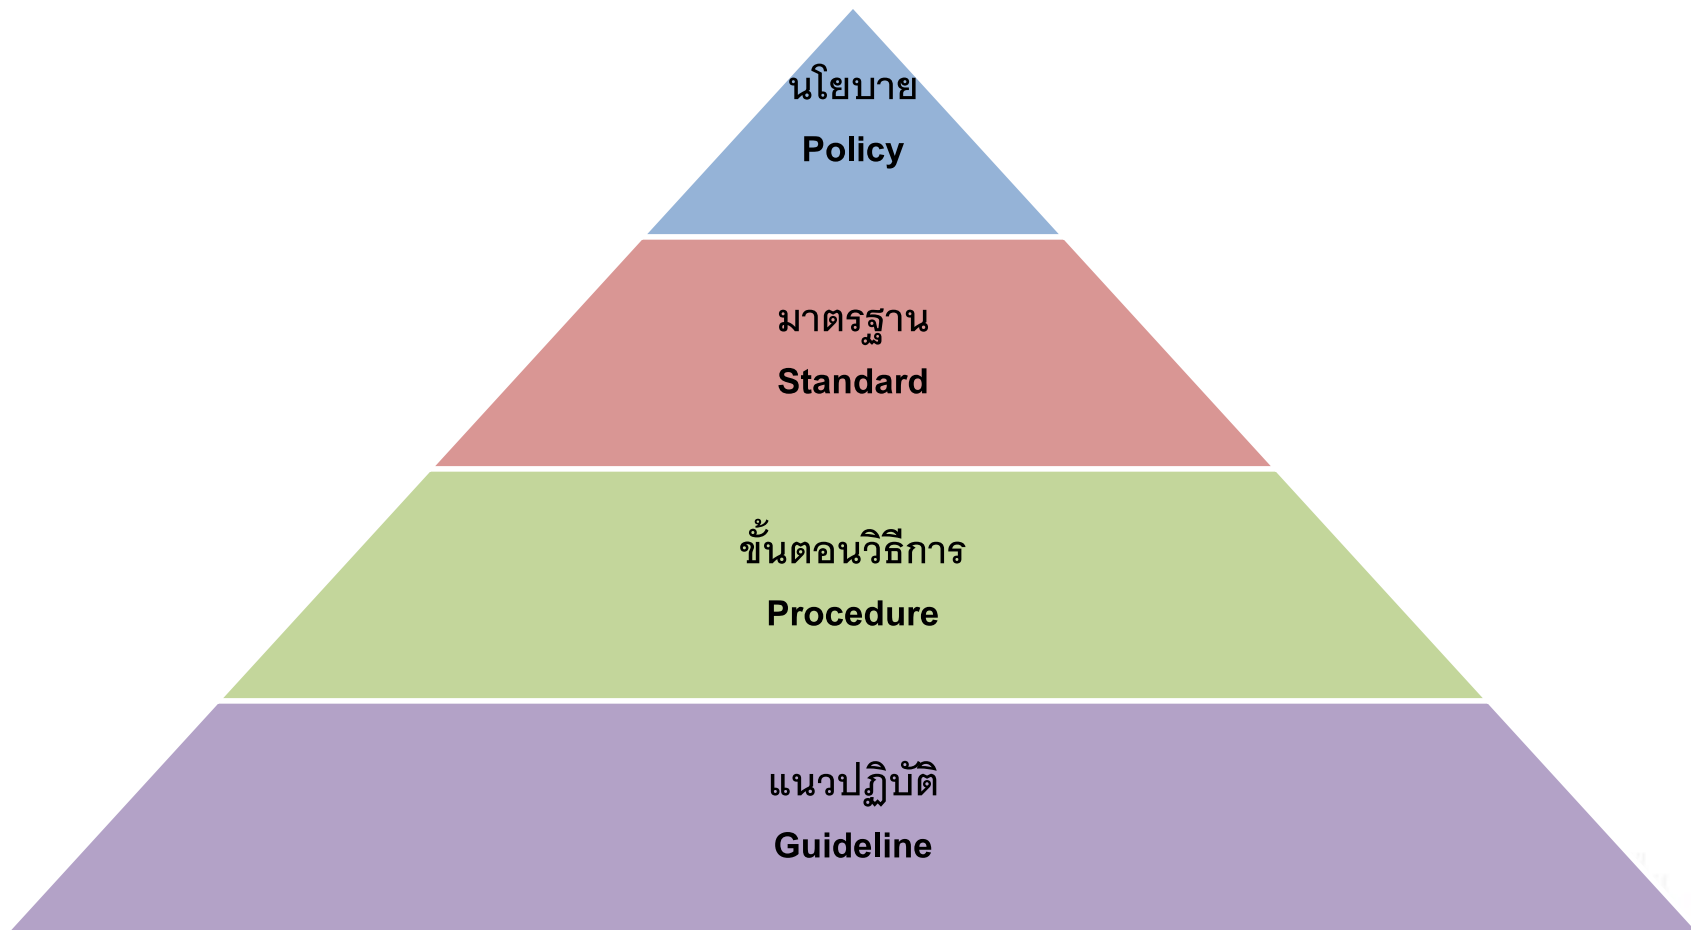 นโยบาย
Policy
มาตรฐาน
Standard
ขั้นตอนวิธีการ
Procedure
แนวปฏิบัติ
Guideline